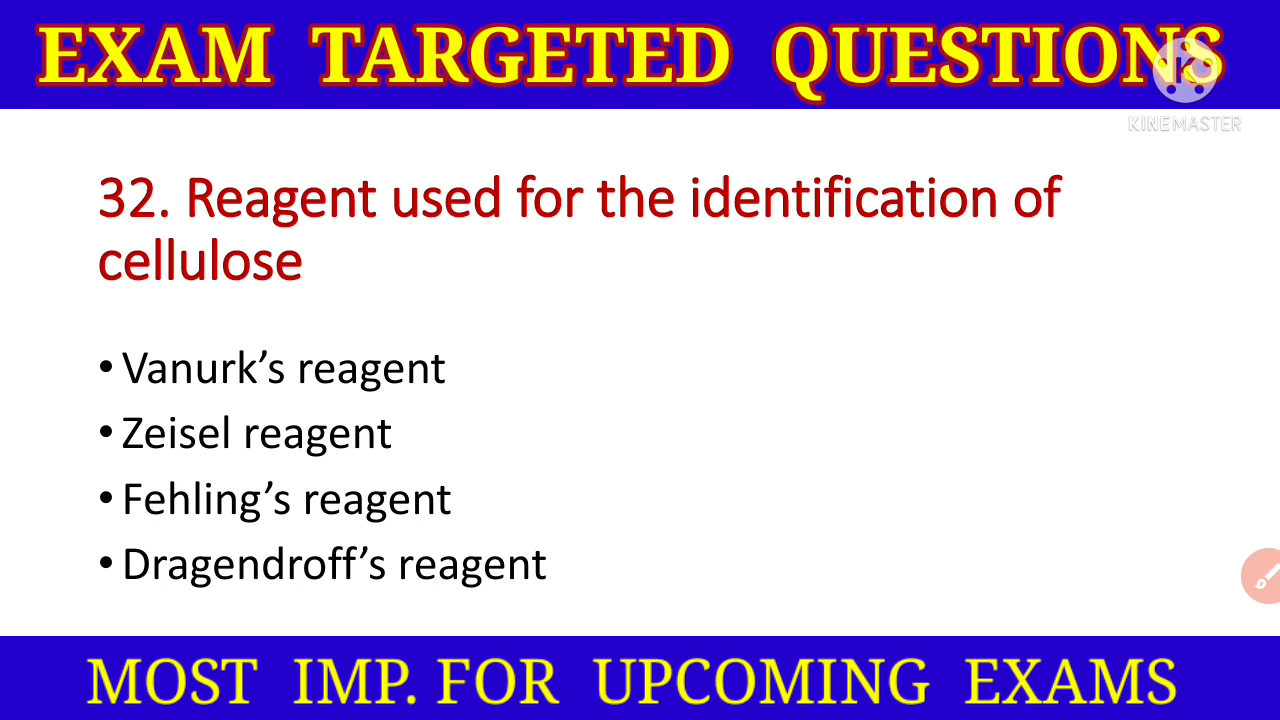 EXAM TARGETED QUESTIONS
K
KINEMASTER
32. Reagent used for the identification of
cellulose
• Vanurk’s reagent
• Zeisel reagent
• Fehling’s reagent
• Dragendroff’s reagent
MOST IMP. FOR UPCOMING EXAMS